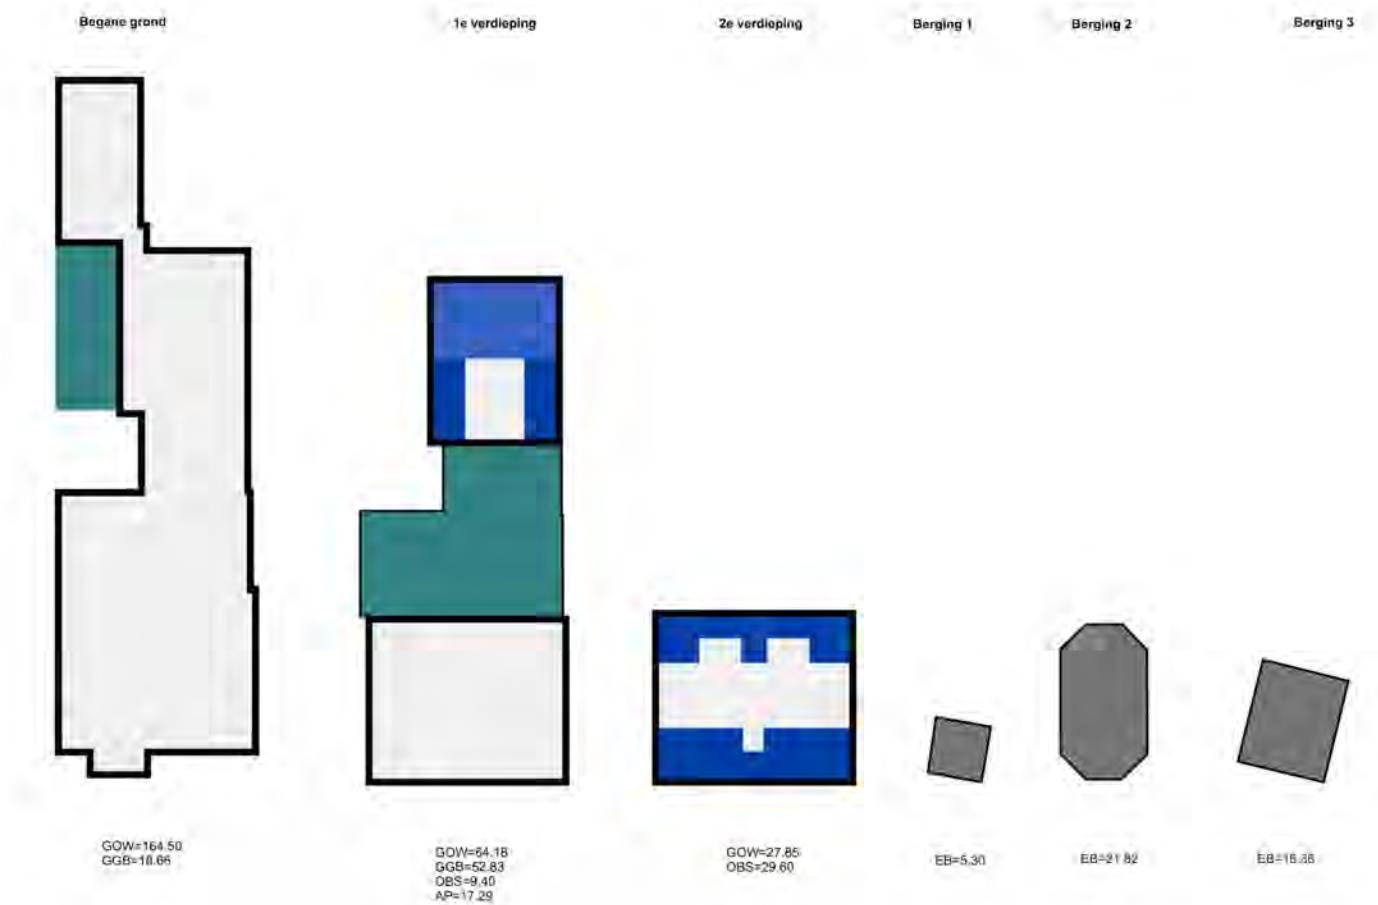 Begane grond
1e verdieping
2e verdieping
Berging 1
Berging 2
Berging 3
GOW=164.50
GGB=18.66
GOW=64.18
GGB=52.83
OBS=9.40
AP=17.29
GOW=27.85
OBS=29.60
EB=5.30
EB=21.82